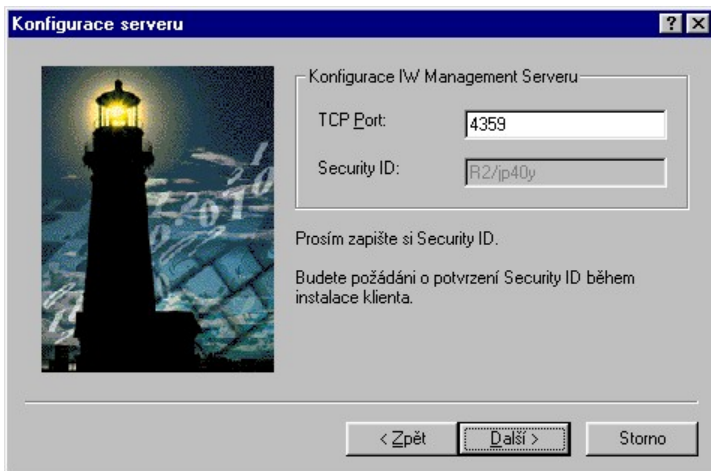 Konfigurace serveru
Konfigurace IW Management Serveru
TCP Port: 4359
Security ID: R2/jp40y
Prosím zapište si Security ID.
Budete požádáni o potvrzení Security ID během
instalace klienta.
< Zpět Další > Storno